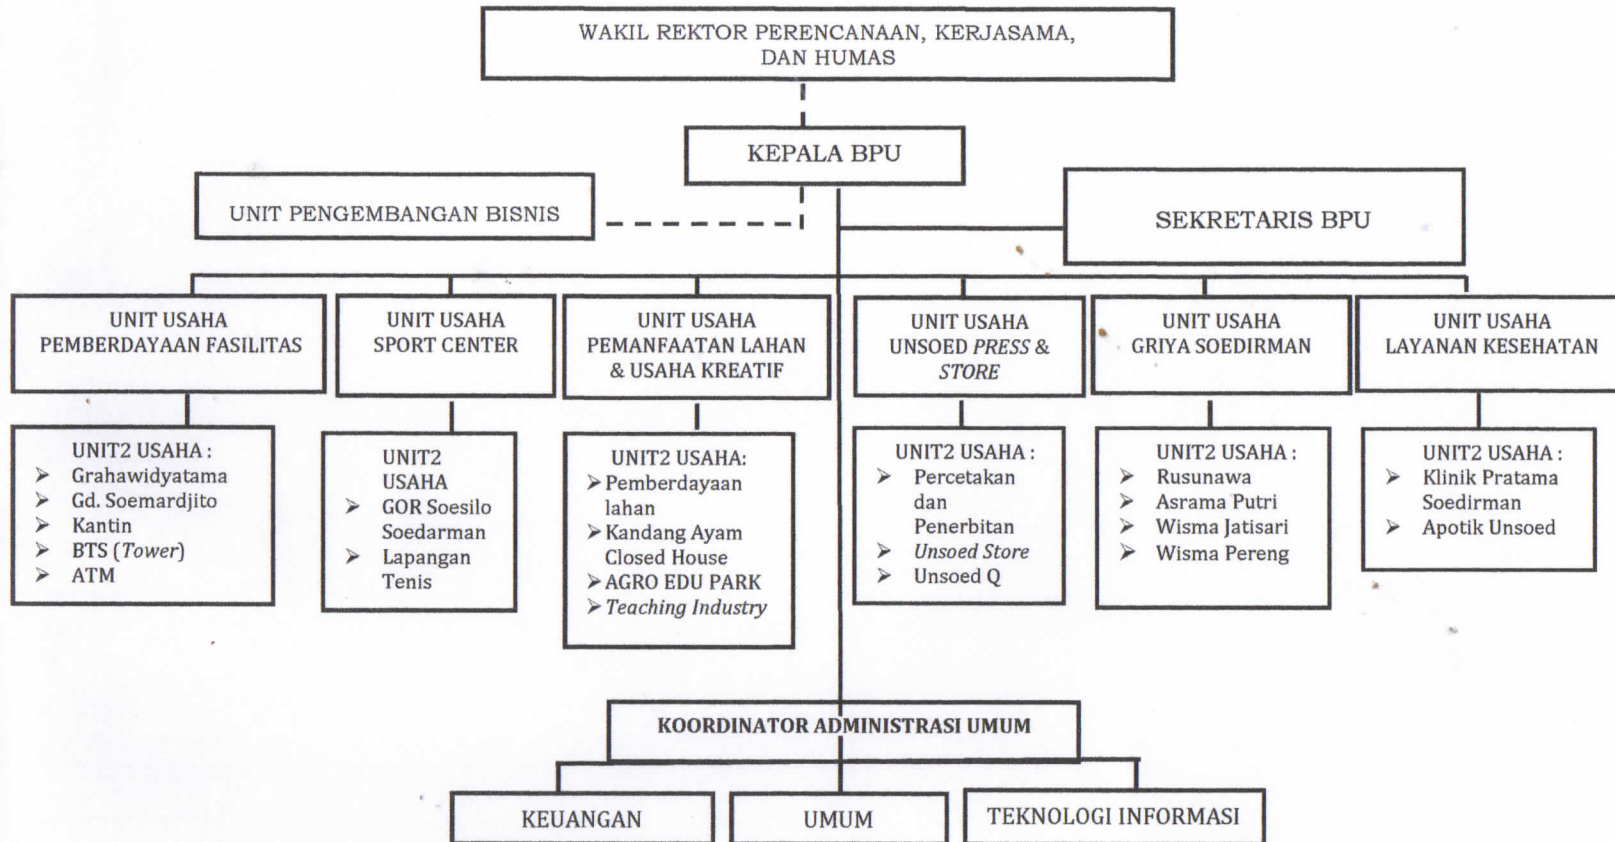 WAKIL REKTOR PERENCANAAN, KERJASAMA,
DAN HUMAS
KEPALA BPU
UNIT PENGEMBANGAN BISNIS
SEKRETARIS BPU
UNIT USAHA
PEMBERDAYAAN FASILITAS
UNIT USAHA
SPORT CENTER
UNIT USAHA
PEMANFAATAN LAHAN
& USAHA KREATIF
UNIT USAHA
UNSOED PRESS &
STORE
UNIT USAHA
GRIYA SOEDIRMAN
UNIT USAHA
LAYANAN KESEHATAN
UNIT2 USAHA :
➤ Grahawidyatama
➤ Gd. Soemardjito
➤ Kantin
➤ BTS (Tower)
➤ ATM
UNIT2
USAHA
➤ GOR Soesilo
Soedarman
➤ Lapangan
Tenis
UNIT2 USAHA:
➤ Pemberdayaan
lahan
➤ Kandang Ayam
Closed House
➤ AGRO EDU PARK
➤ Teaching Industry
UNIT2 USAHA :
➤ Percetakan
dan
Penerbitan
➤ Unsoed Store
➤ Unsoed Q
UNIT2 USAHA :
➤ Rusunawa
➤ Asrama Putri
➤ Wisma Jatisari
➤ Wisma Pereng
UNIT2 USAHA :
➤ Klinik Pratama
Soedirman
➤ Apotik Unsoed
KOORDINATOR ADMINISTRASI UMUM
KEUANGAN
UMUM
TEKNOLOGI INFORMASI